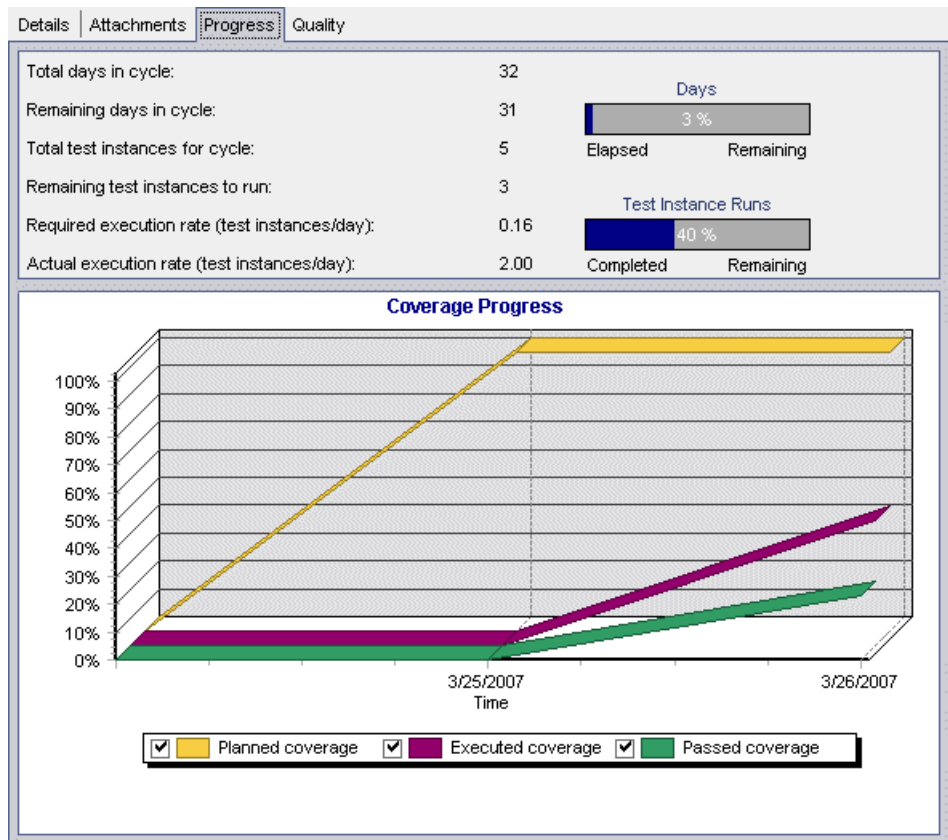 Details Attachments Progress Quality
Total days in cycle: 32
Remaining days in cycle: 31
Total test instances for cycle: 5
Remaining test instances to run: 3
Required execution rate (test instances/day): 0.16
Actual execution rate (test instances/day): 2.00
Days
3 %
Elapsed Remaining
Test Instance Runs
40 %
Completed Remaining
Coverage Progress
100%
90%
80%
70%
60%
50%
40%
30%
20%
10%
0%
3/25/2007 3/26/2007
Time
Planned coverage Executed coverage Passed coverage